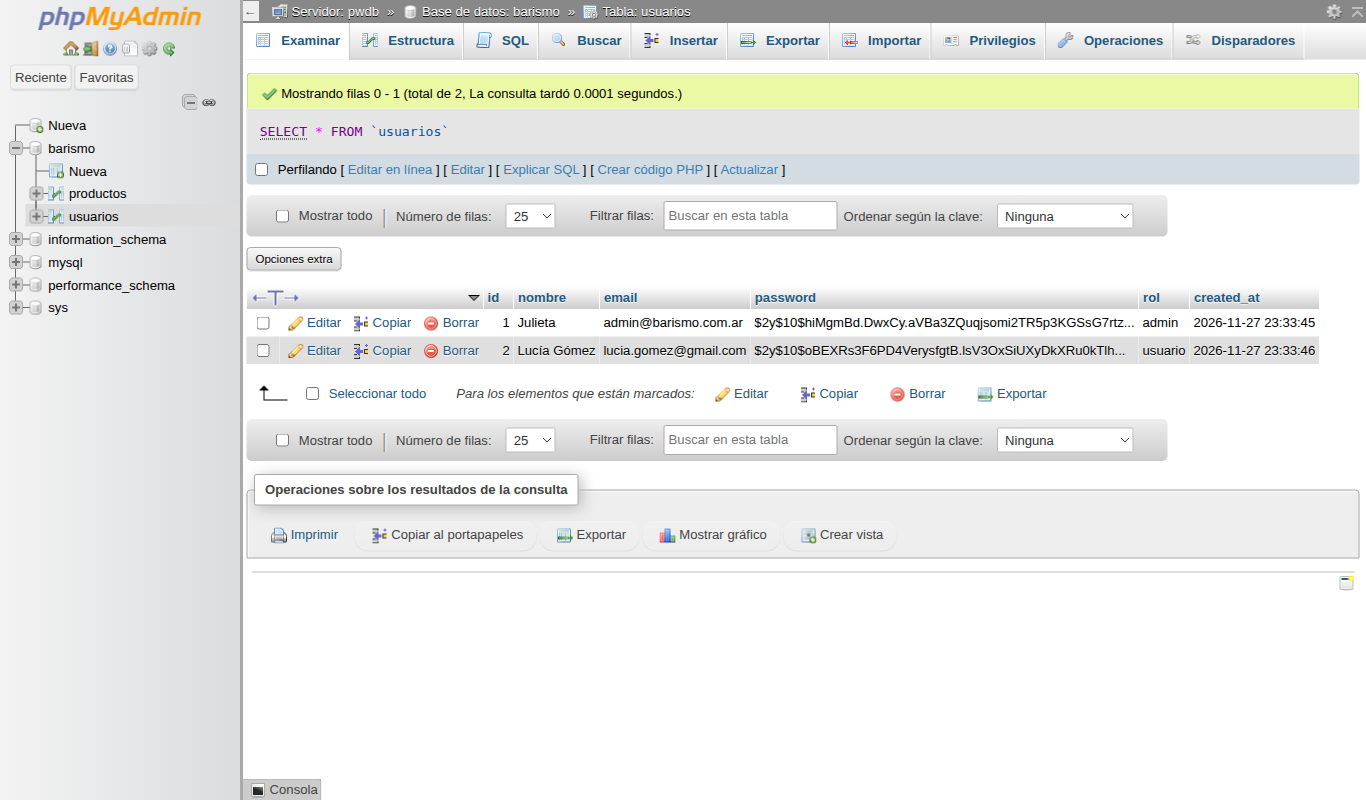 phpMyAdmin
Reciente Favoritas
Nueva
barismo
Nueva
productos
usuarios
information_schema
mysql
performance_schema
sys
Servidor: pwdb » Base de datos: barismo » Tabla: usuarios
Examinar Estructura SQL Buscar Insertar Exportar Importar Privilegios Operaciones Disparadores
Mostrando filas 0 - 1 (total de 2, La consulta tardó 0.0001 segundos.)
SELECT * FROM `usuarios`
Perfilando [ Editar en línea ] [ Editar ] [ Explicar SQL ] [ Crear código PHP ] [ Actualizar ]
Mostrar todo | Número de filas: 25 Filtrar filas: Buscar en esta tabla Ordenar según la clave: Ninguna
Opciones extra
←T→ id nombre email password rol created_at
Editar Copiar Borrar 1 Julieta admin@barismo.com.ar $2y$10$hiMgmBd.DwxCy.aVBa3ZQuqjsomi2TR5p3KGSsG7rtz... admin 2026-11-27 23:33:45
Editar Copiar Borrar 2 Lucía Gómez lucia.gomez@gmail.com $2y$10$oBEXRs3F6PD4VerysfgtB.lsV3OxSiUXyDkXRu0kTlh... usuario 2026-11-27 23:33:46
Seleccionar todo Para los elementos que están marcados: Editar Copiar Borrar Exportar
Mostrar todo | Número de filas: 25 Filtrar filas: Buscar en esta tabla Ordenar según la clave: Ninguna
Operaciones sobre los resultados de la consulta
Imprimir Copiar al portapapeles Exportar Mostrar gráfico Crear vista
Consola